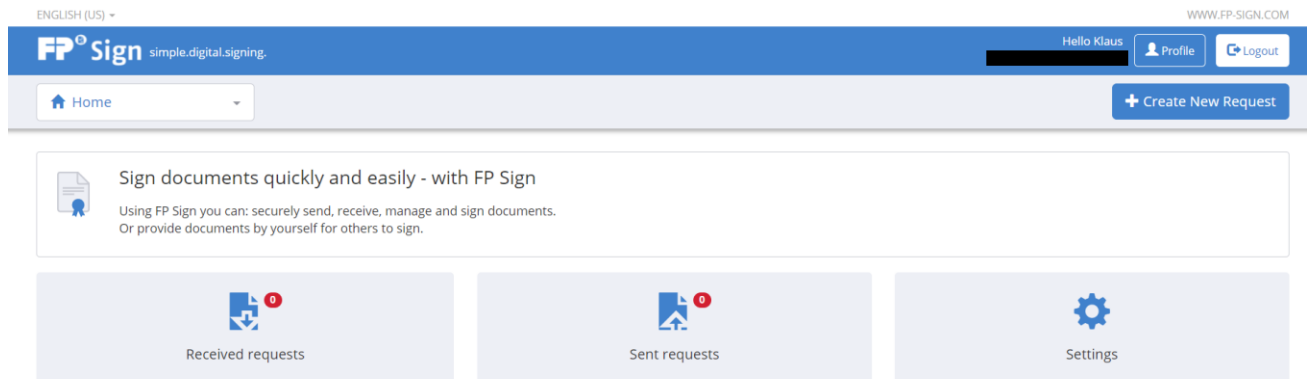 ENGLISH (US)
WWW.FP-SIGN.COM
FP Sign simple.digital.signing.
Hello Klaus
Profile
Logout
Home
Create New Request
Sign documents quickly and easily - with FP Sign
Using FP Sign you can: securely send, receive, manage and sign documents.
Or provide documents by yourself for others to sign.
0
Received requests
0
Sent requests
Settings